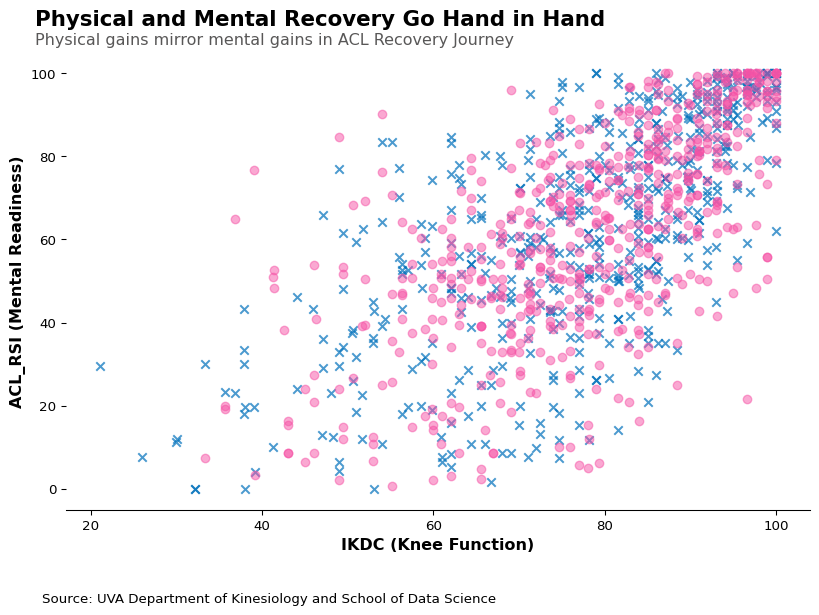 Physical and Mental Recovery Go Hand in Hand
Physical gains mirror mental gains in ACL Recovery Journey
100
80
60
40
20
0
ACL_RSI (Mental Readiness)
20 40 60 80 100
IKDC (Knee Function)
Source: UVA Department of Kinesiology and School of Data Science